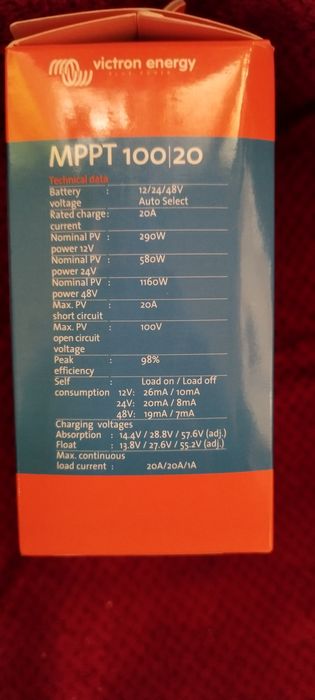 victron energy
BLUE POWER
MPPT 100|20
Technical data
Battery : 12/24/48V
voltage Auto Select
Rated charge : 20A
current
Nominal PV : 290W
power 12V
Nominal PV : 580W
power 24V
Nominal PV : 1160W
power 48V
Max. PV : 20A
short circuit
Max. PV : 100V
open circuit
voltage
Peak : 98%
efficiency
Self : Load on / Load off
consumption 12V: 26mA / 10mA
24V: 20mA / 8mA
48V: 19mA / 7mA
Charging voltages
Absorption : 14.4V / 28.8V / 57.6V (adj.)
Float : 13.8V / 27.6V / 55.2V (adj.)
Max. continuous
load current : 20A/20A/1A